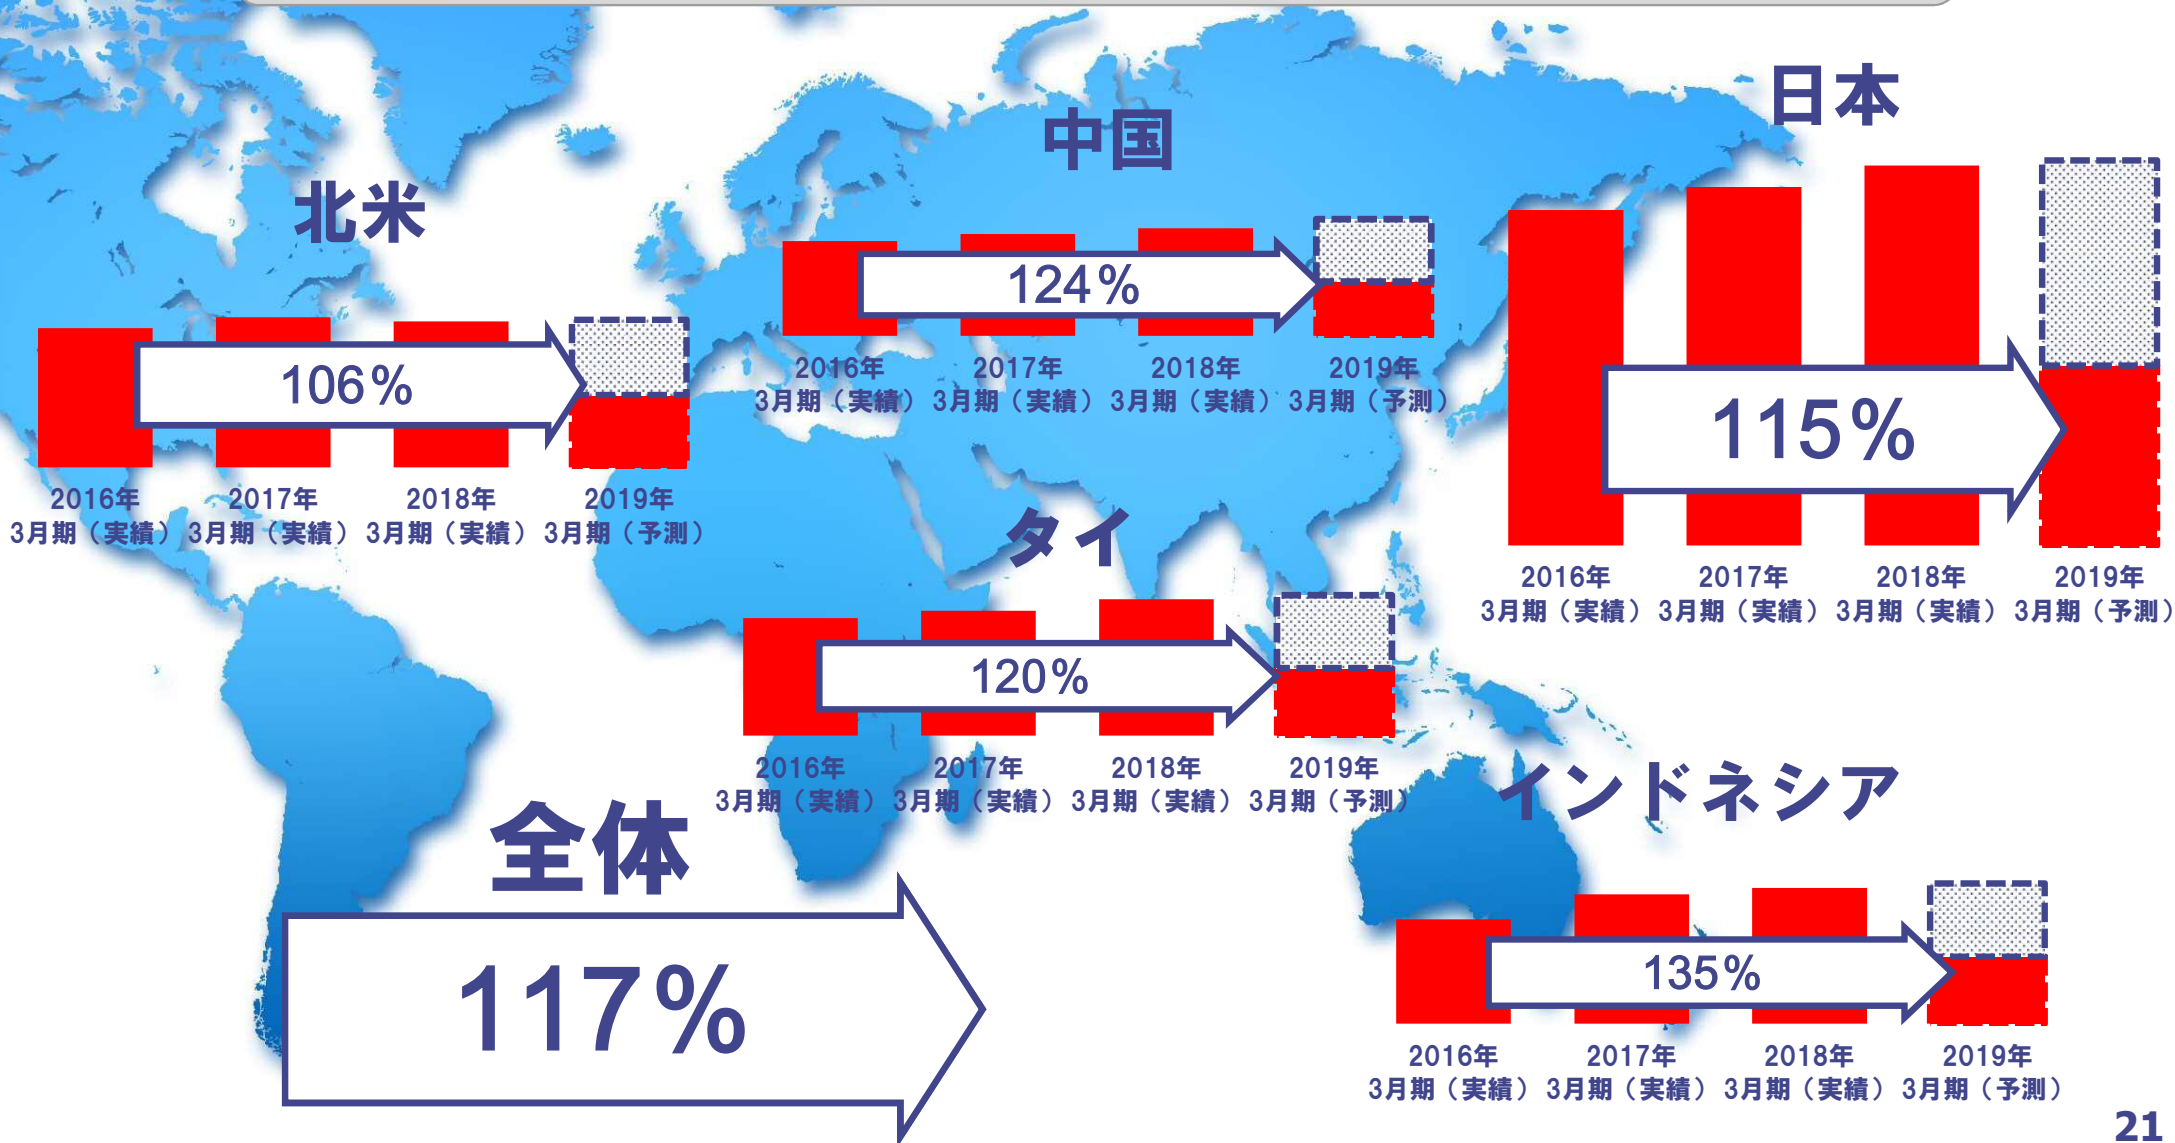 日本
中国
北米
124%
106%
115%
2016年 2017年 2018年 2019年
3月期（実績） 3月期（実績） 3月期（実績） 3月期（予測）
2016年 2017年 2018年 2019年
3月期（実績） 3月期（実績） 3月期（実績） 3月期（予測）
2016年 2017年 2018年 2019年
3月期（実績） 3月期（実績） 3月期（実績） 3月期（予測）
タイ
120%
2016年 2017年 2018年 2019年
3月期（実績） 3月期（実績） 3月期（実績） 3月期（予測）
インドネシア
135%
2016年 2017年 2018年 2019年
3月期（実績） 3月期（実績） 3月期（実績） 3月期（予測）
全体
117%
21